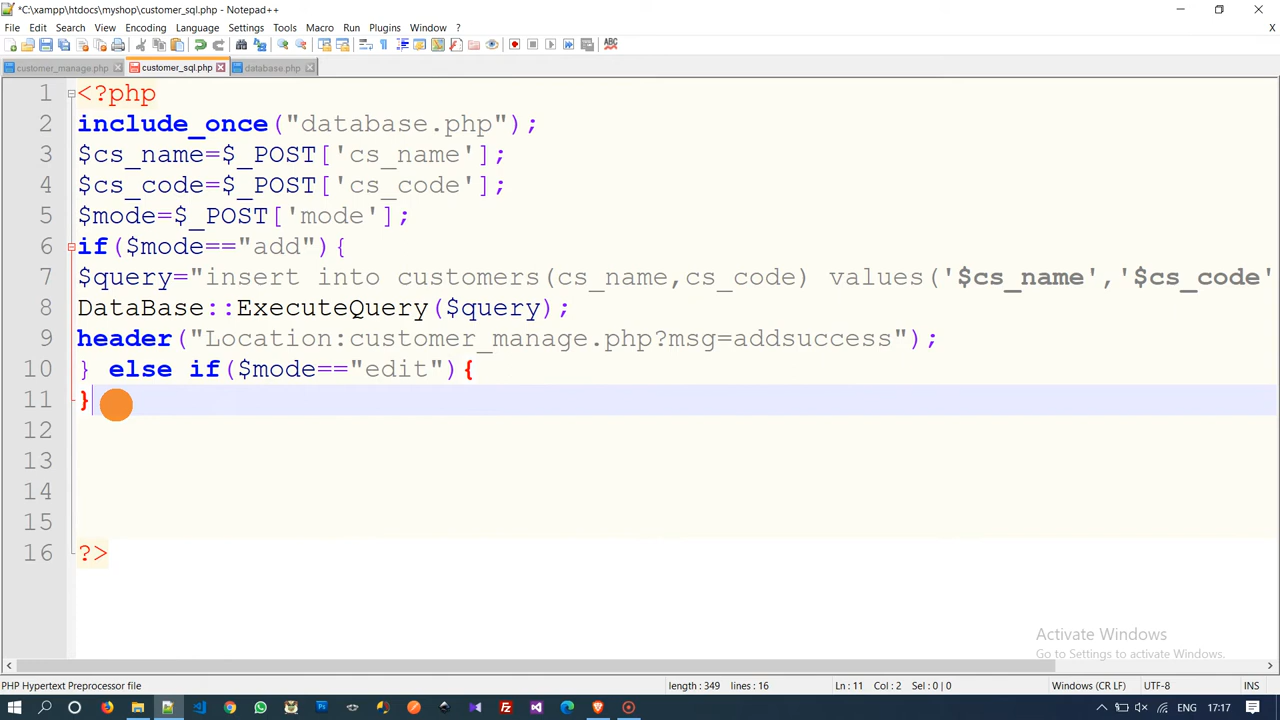 *C:\xampp\htdocs\myshop\customer_sql.php - Notepad++
File Edit Search View Encoding Language Settings Tools Macro Run Plugins Window ?
X
customer_manage.php customer_sql.php database.php
1 <?php
2 include_once("database.php");
3 $cs_name=$_POST['cs_name'];
4 $cs_code=$_POST['cs_code'];
5 $mode=$_POST['mode'];
6 if($mode=="add"){
7 $query="insert into customers(cs_name,cs_code) values('$cs_name','$cs_code'
8 DataBase::ExecuteQuery($query);
9 header("Location:customer_manage.php?msg=addsuccess");
10 } else if($mode=="edit"){
11 }
12
13
14
15
16 ?>
Activate Windows
Go to Settings to activate Windows.
PHP Hypertext Preprocessor file length : 349 lines : 16 Ln : 11 Col : 2 Sel : 0 | 0 Windows (CR LF) UTF-8 INS
ENG 17:17